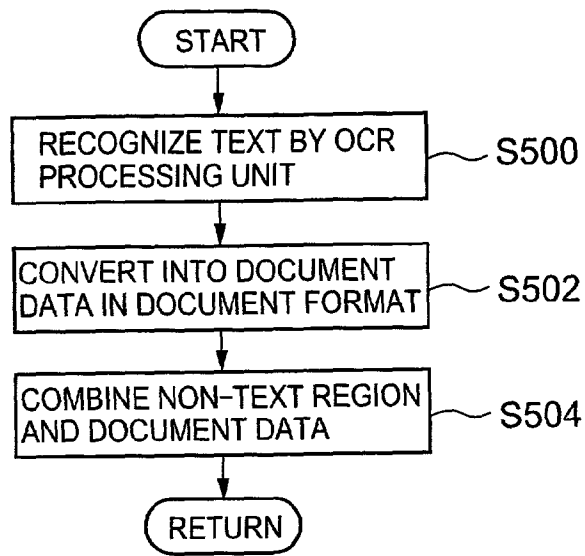 START
RECOGNIZE TEXT BY OCR
PROCESSING UNIT
S500
CONVERT INTO DOCUMENT
DATA IN DOCUMENT FORMAT
S502
COMBINE NON-TEXT REGION
AND DOCUMENT DATA
S504
RETURN